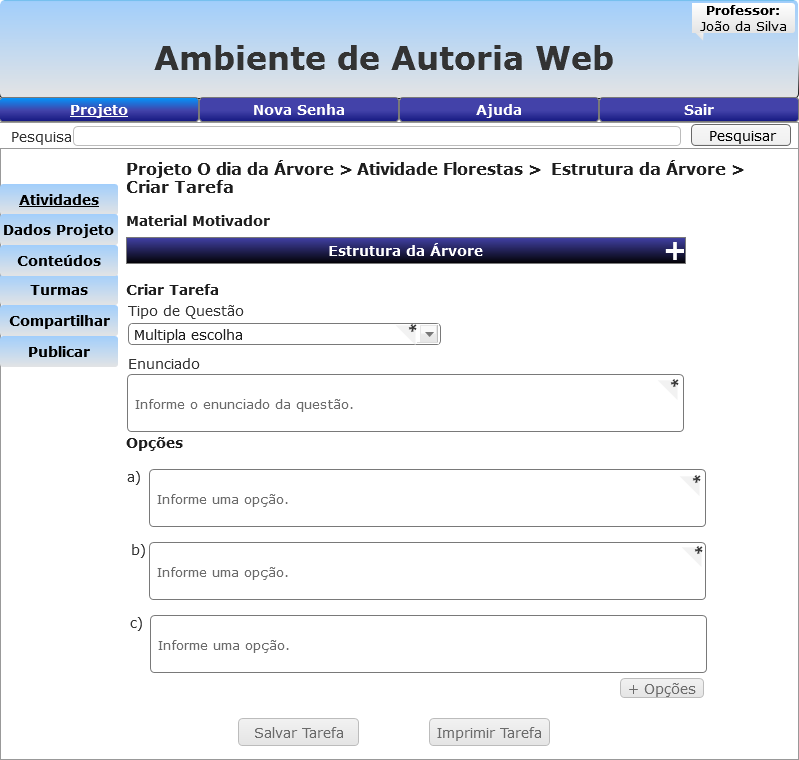 Professor:
João da Silva
Ambiente de Autoria Web
Projeto
Nova Senha
Ajuda
Sair
Pesquisa
Pesquisar
Atividades
Dados Projeto
Conteúdos
Turmas
Compartilhar
Publicar
Projeto O dia da Árvore > Atividade Florestas > Estrutura da Árvore >
Criar Tarefa
Material Motivador
Estrutura da Árvore +
Criar Tarefa
Tipo de Questão
Multipla escolha *
Enunciado
Informe o enunciado da questão. *
Opções
a) Informe uma opção. *
b) Informe uma opção. *
c) Informe uma opção.
+ Opções
Salvar Tarefa
Imprimir Tarefa